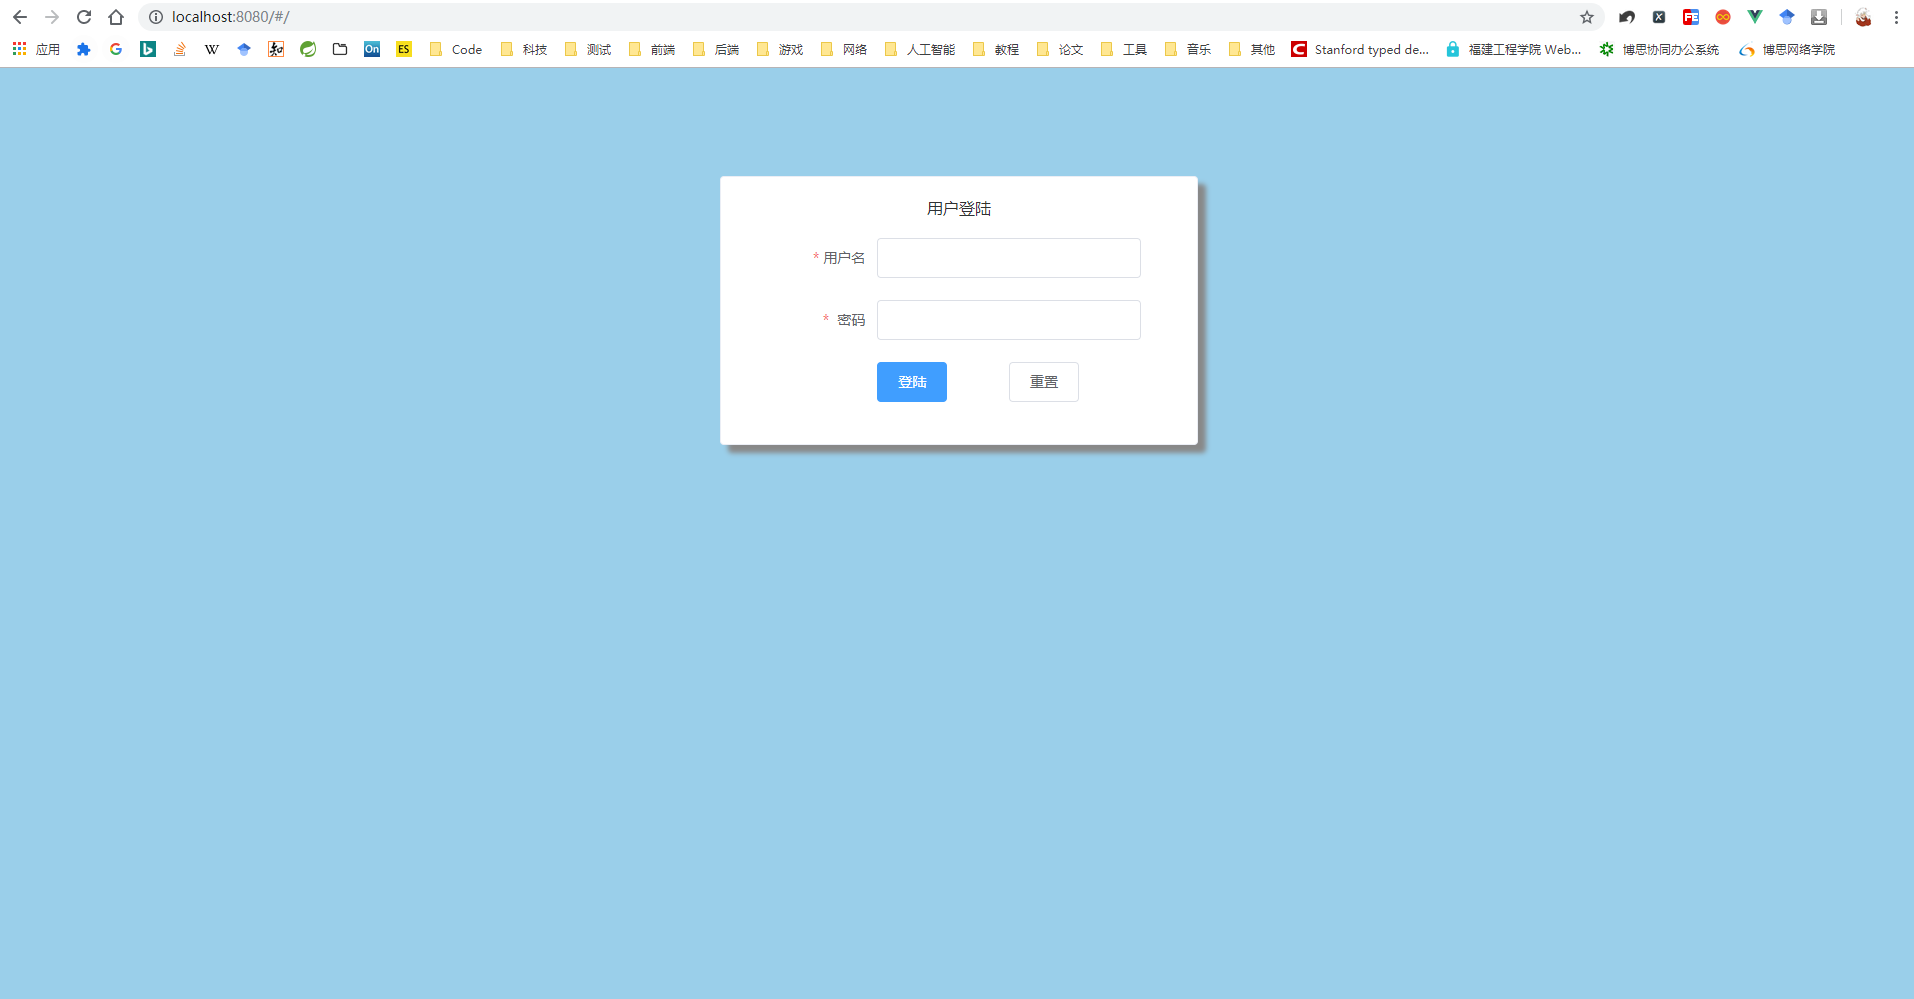 localhost:8080/#/
应用 Code 科技 测试 前端 后端 游戏 网络 人工智能 教程 论文 工具 音乐 其他 Stanford typed de... 福建工程学院 Web... 博思协同办公系统 博思网络学院
用户登陆
* 用户名
* 密码
登陆 重置